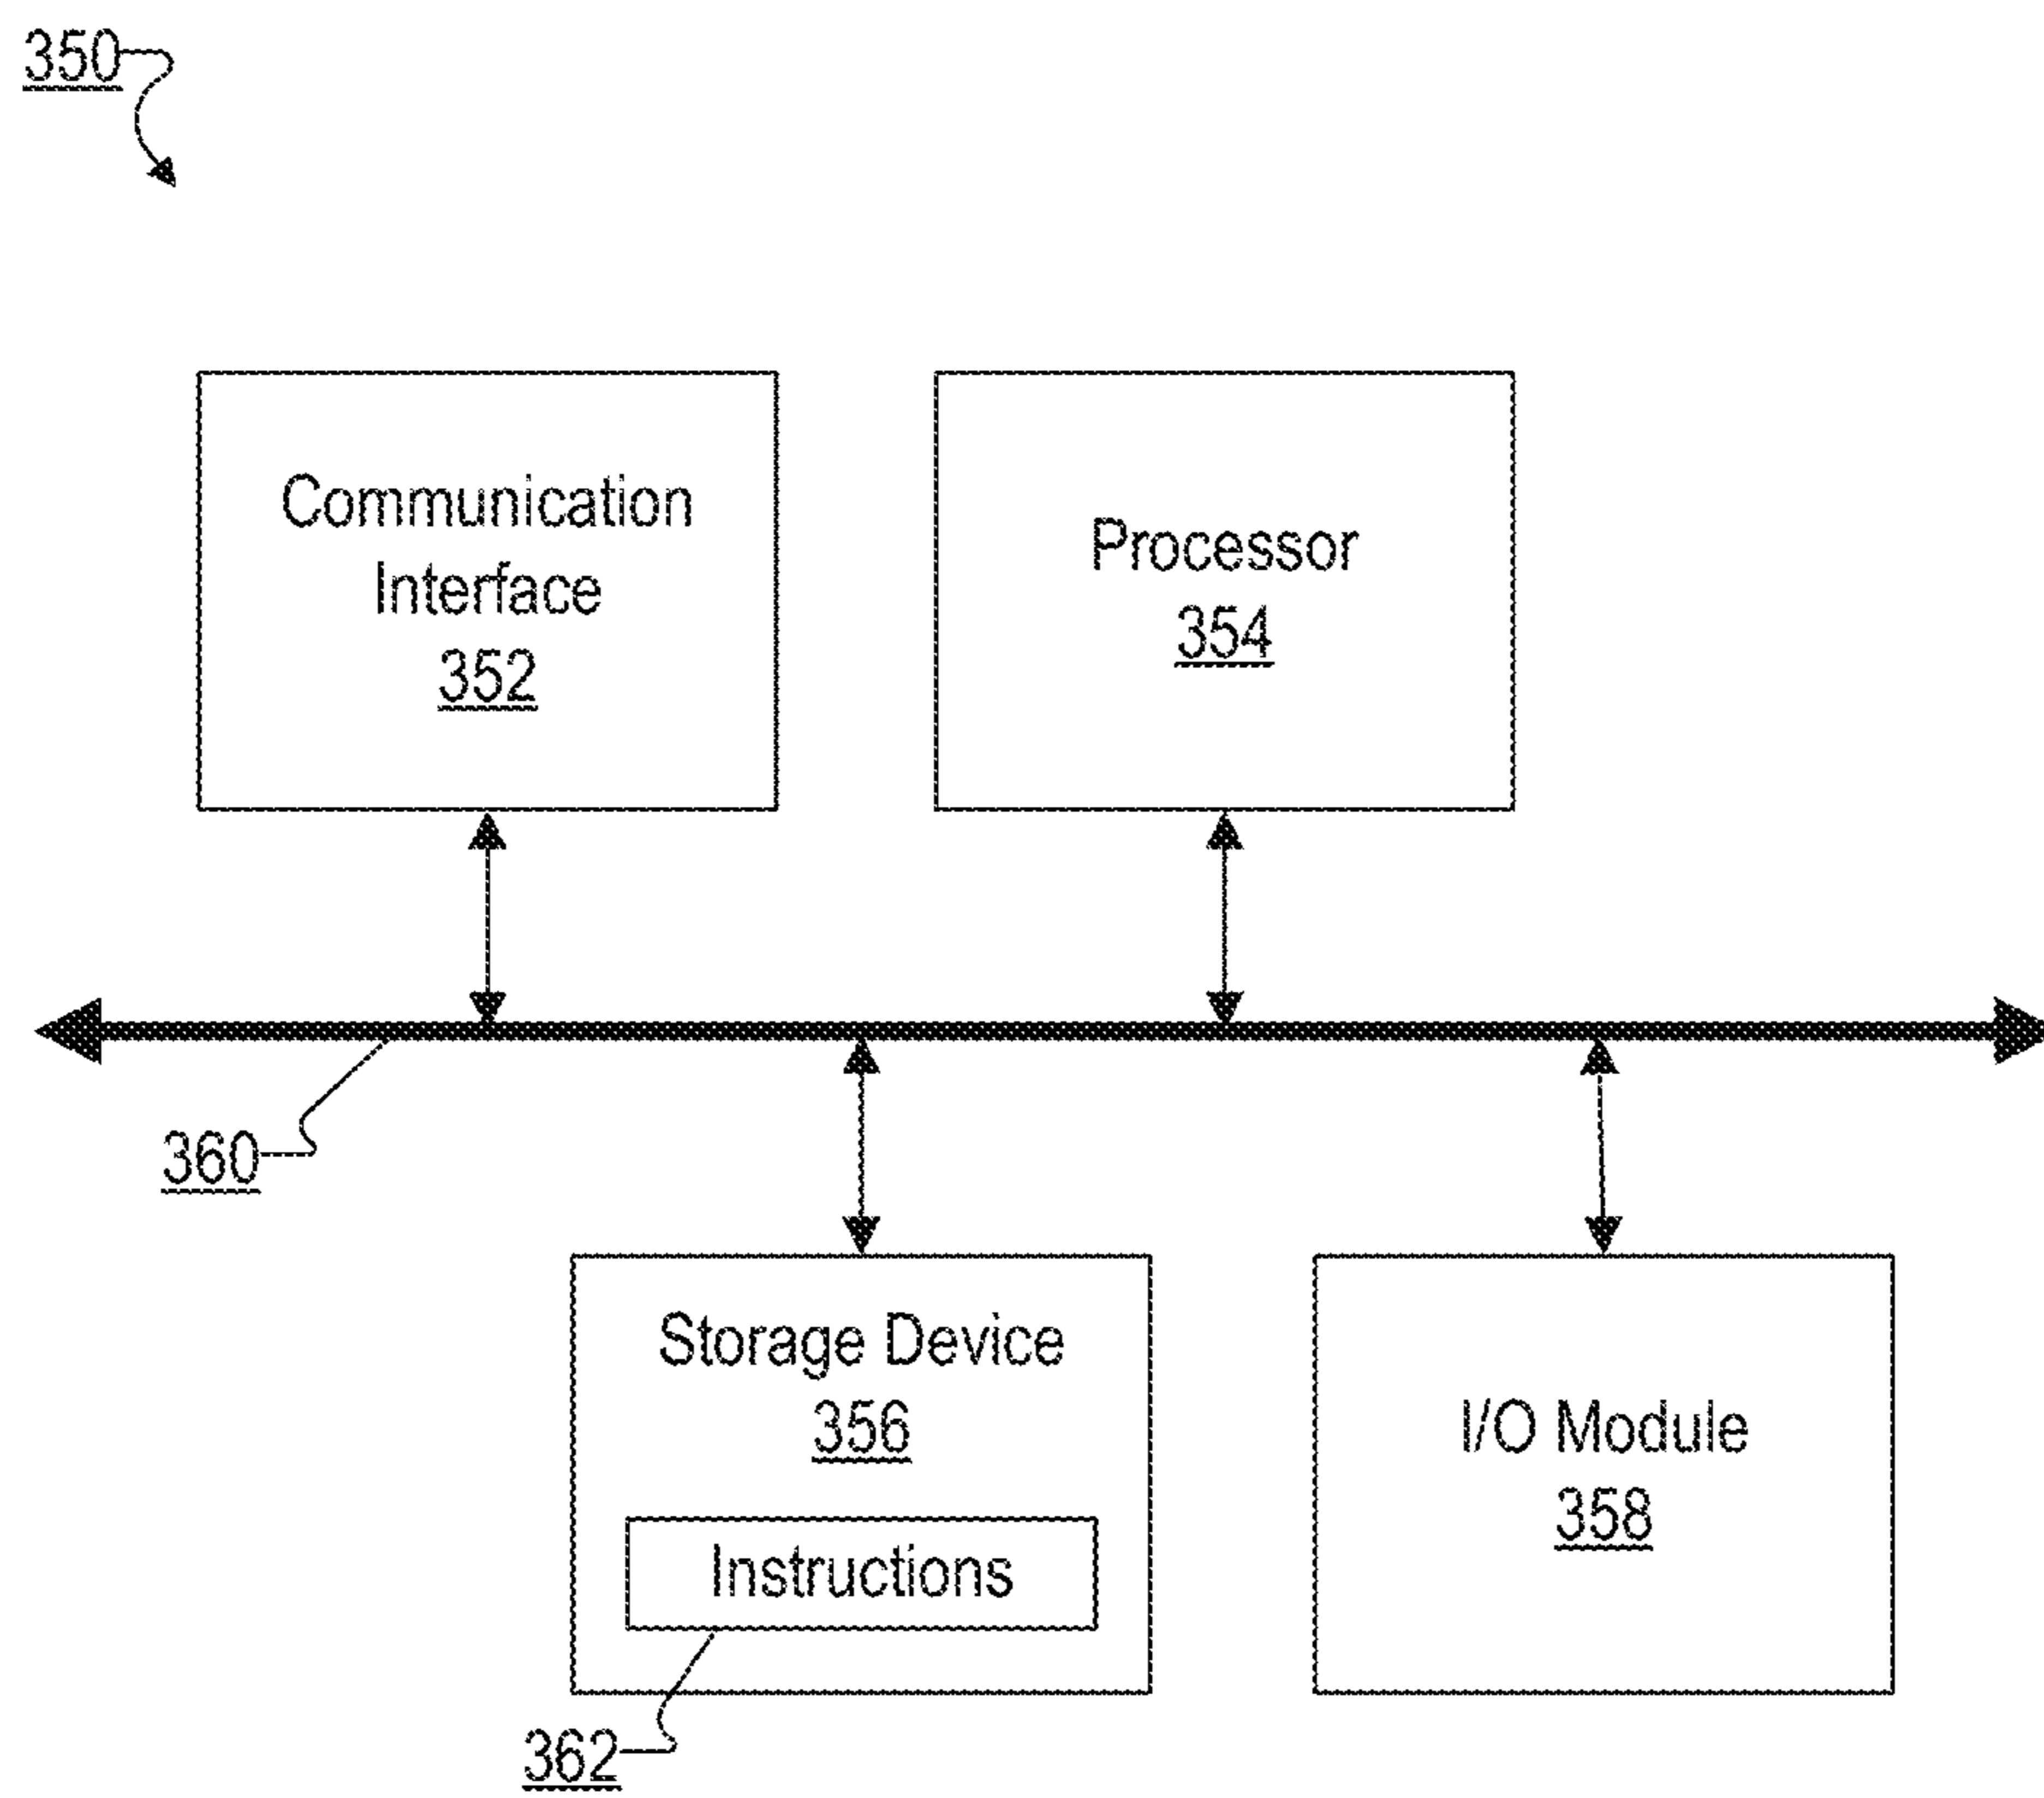 350
Communication
Interface
352
Processor
354
360
Storage Device
356
Instructions
362
I/O Module
358